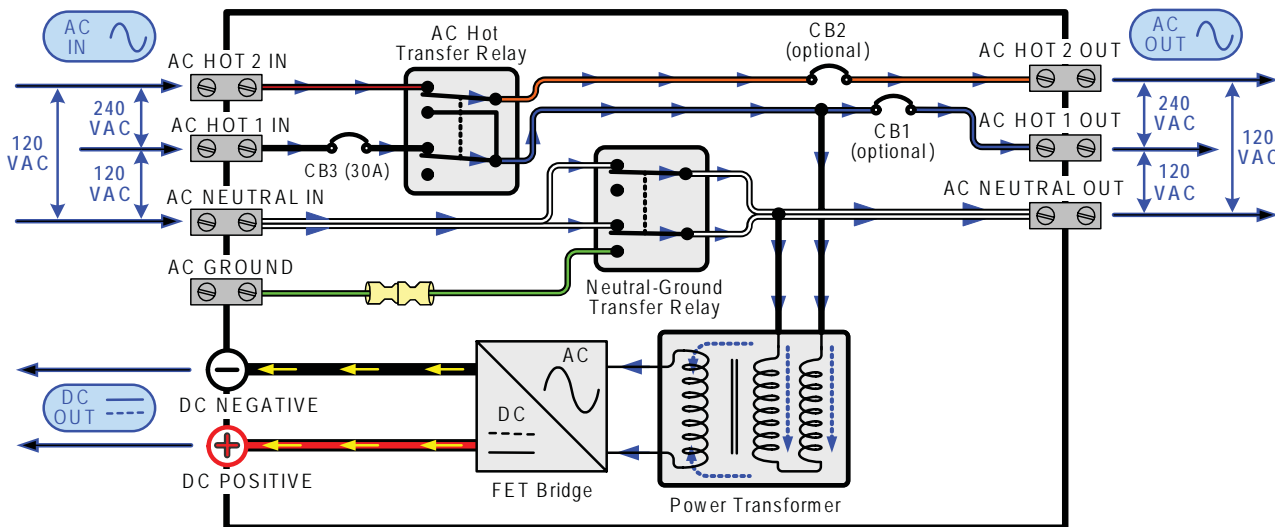 AC
IN
AC HOT 2 IN
240
VAC
120
VAC
AC HOT 1 IN
120
VAC
CB3 (30A)
AC NEUTRAL IN
AC GROUND
AC Hot
Transfer Relay
CB2
(optional)
CB1
(optional)
Neutral-Ground
Transfer Relay
AC
OUT
AC HOT 2 OUT
240
VAC
120
VAC
AC HOT 1 OUT
120
VAC
AC NEUTRAL OUT
DC
OUT
−
DC NEGATIVE
+
DC POSITIVE
AC
DC
FET Bridge
Power Transformer